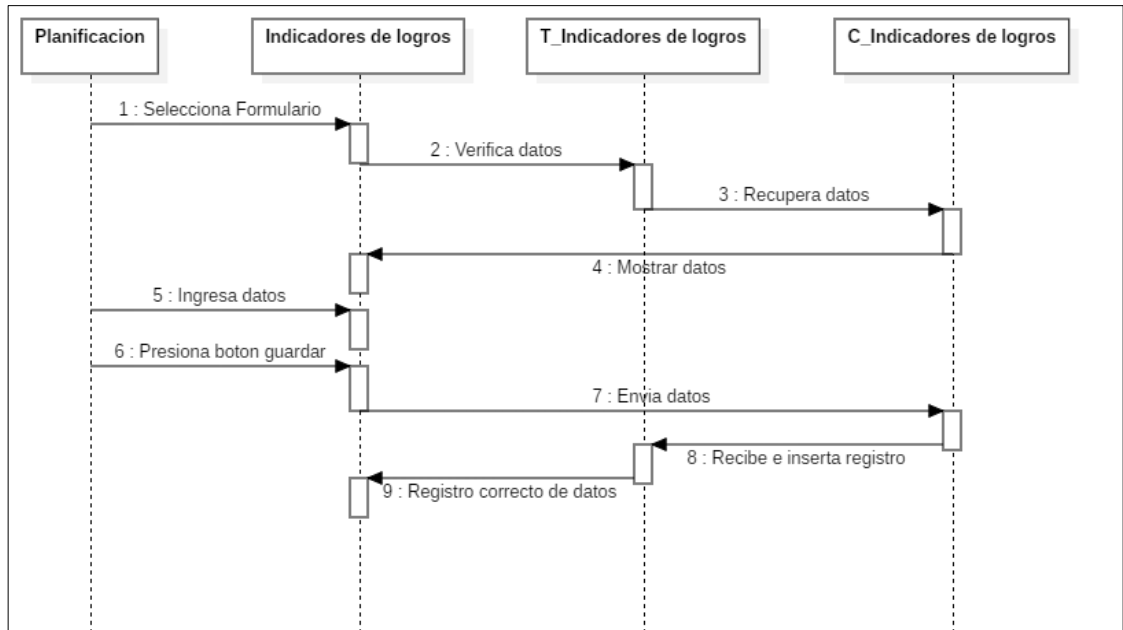 Planificacion
Indicadores de logros
T_Indicadores de logros
C_Indicadores de logros
1 : Selecciona Formulario
2 : Verifica datos
3 : Recupera datos
4 : Mostrar datos
5 : Ingresa datos
6 : Presiona boton guardar
7 : Envia datos
8 : Recibe e inserta registro
9 : Registro correcto de datos